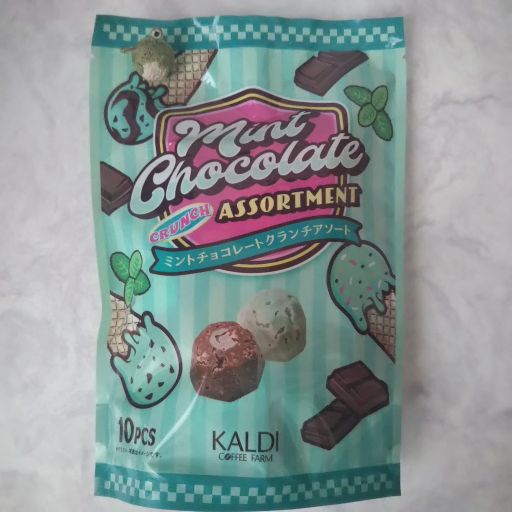 Mint
Chocolate
CRUNCH ASSORTMENT
ミントチョコレートクランチアソート
10PCS
KALDI
COFFEE FARM